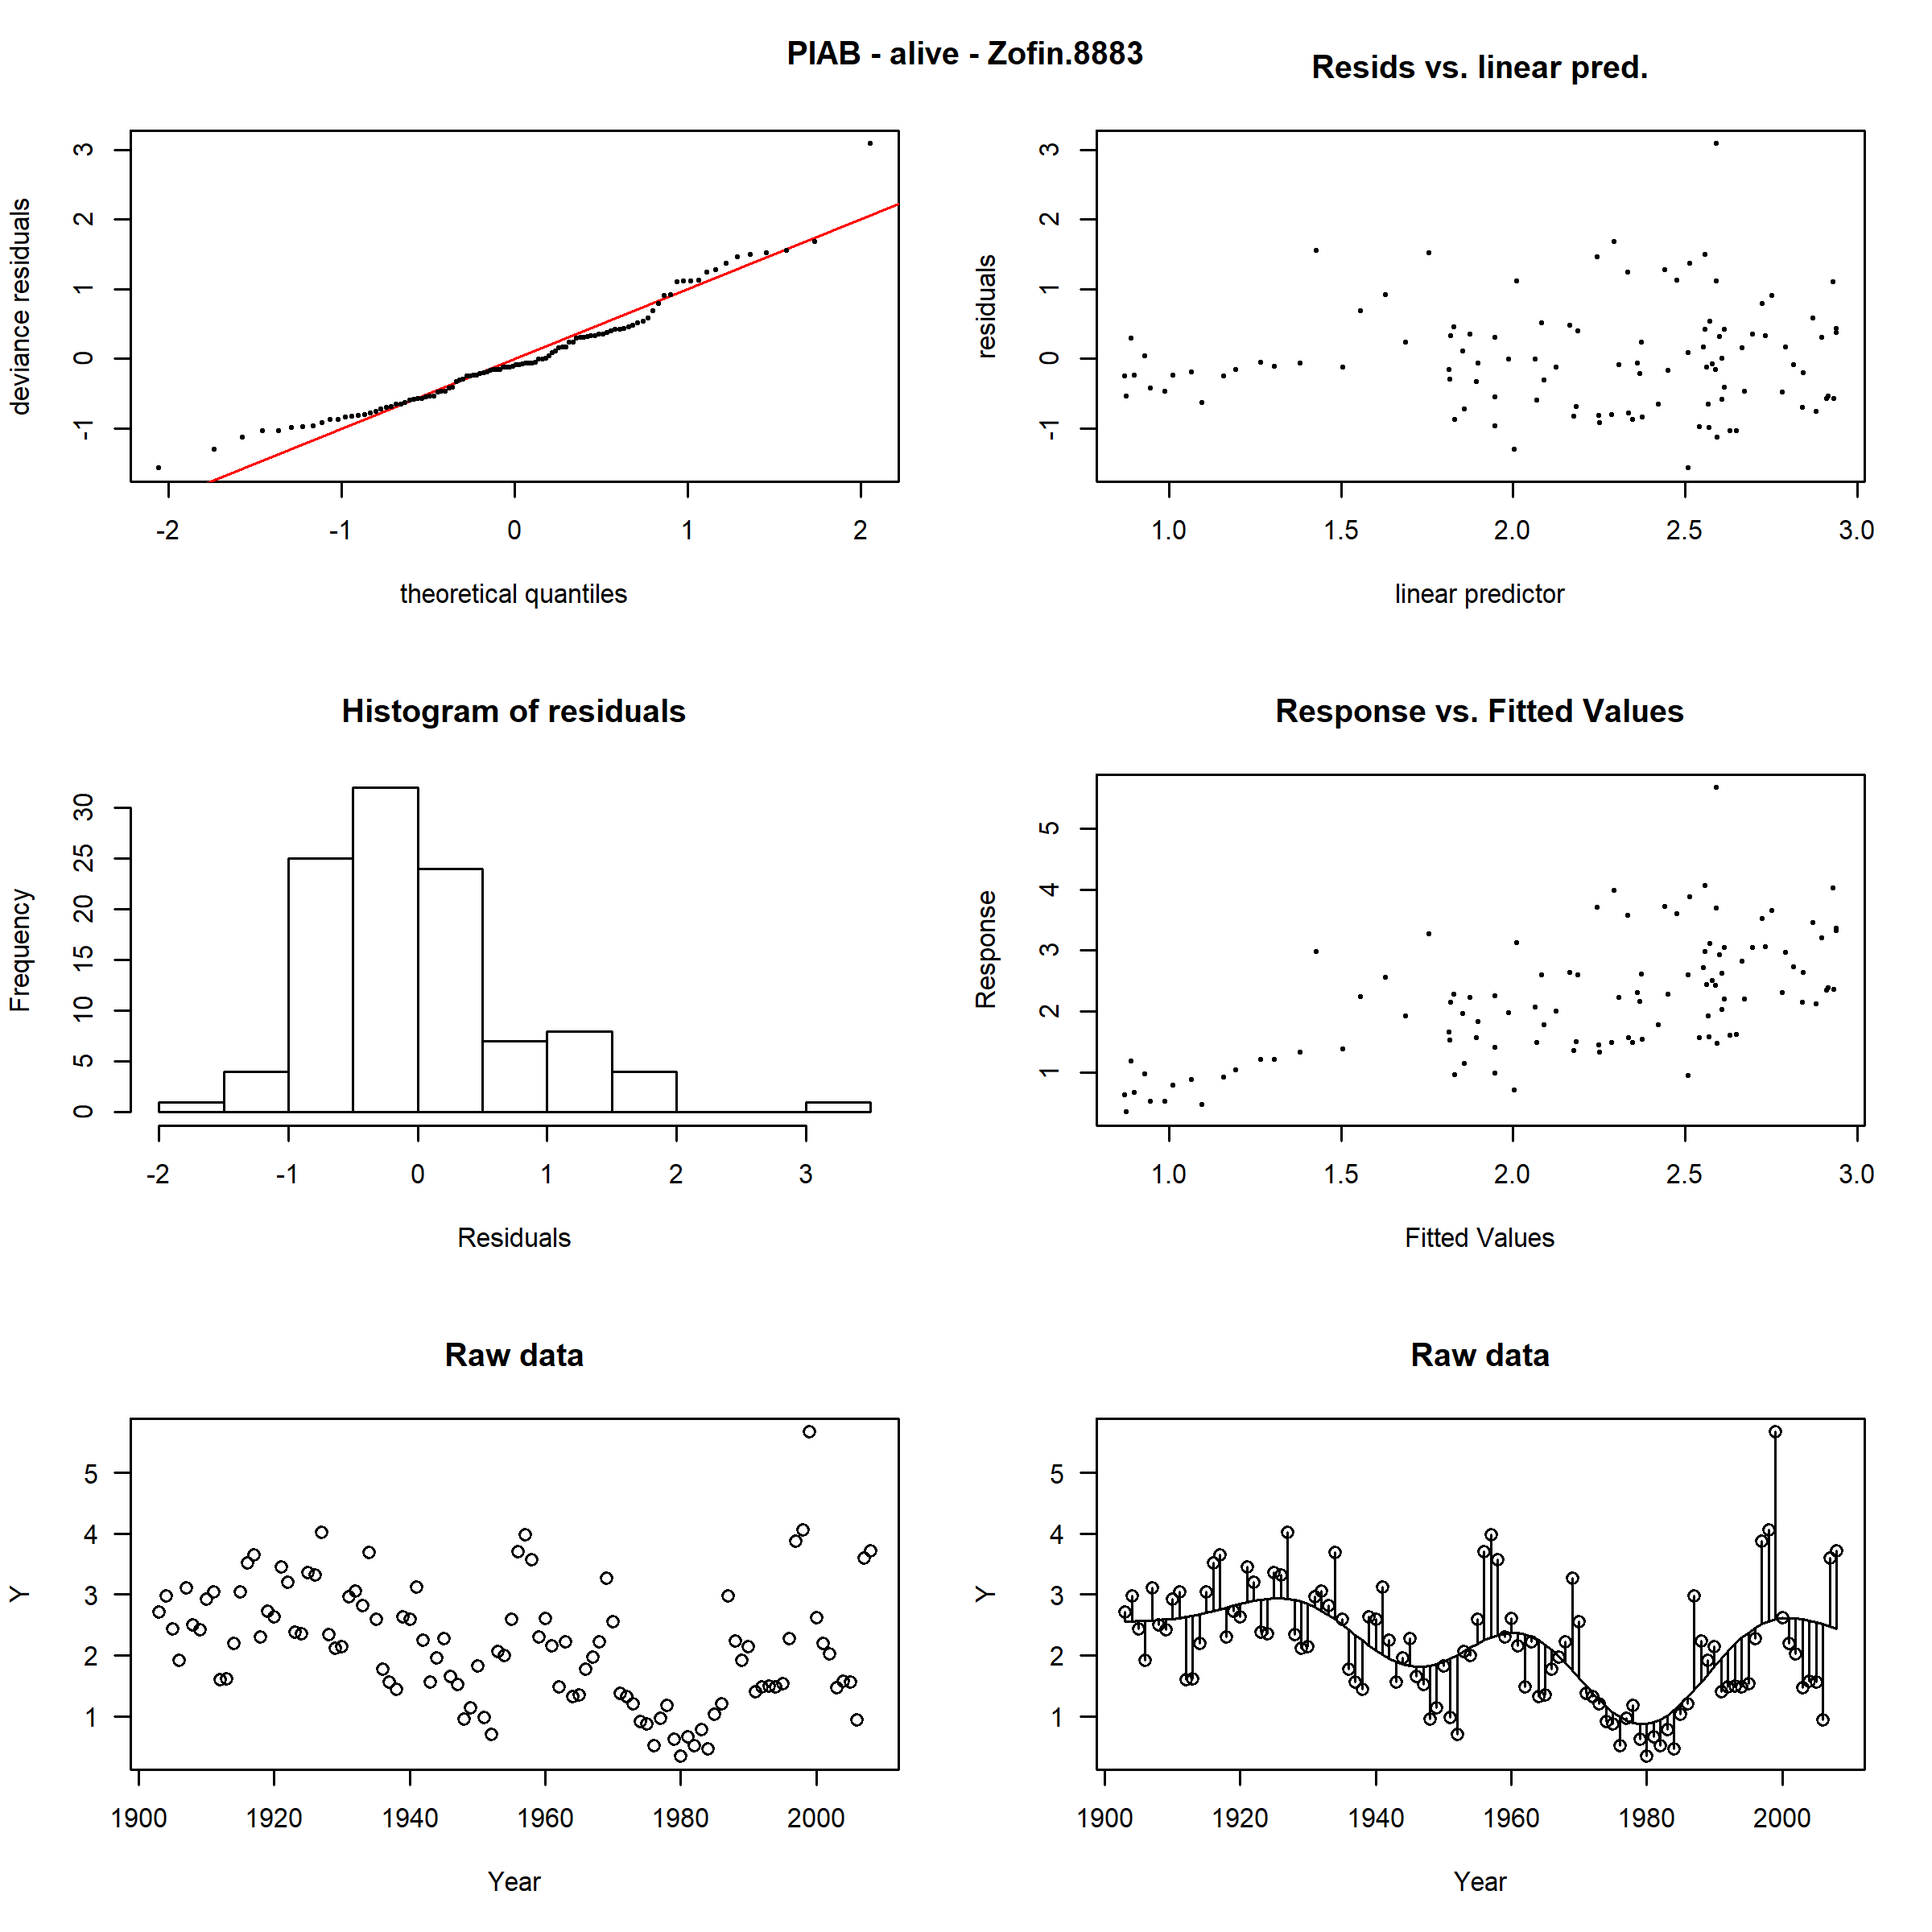 PIAB - alive - Zofin.8883
Resids vs. linear pred.
deviance residuals
-1 0 1 2 3
-2 -1 0 1 2
theoretical quantiles
residuals
-1 0 1 2 3
1.0 1.5 2.0 2.5 3.0
linear predictor
Histogram of residuals
Frequency
0 5 10 15 20 25 30
-2 -1 0 1 2 3
Residuals
Response vs. Fitted Values
Response
1 2 3 4 5
1.0 1.5 2.0 2.5 3.0
Fitted Values
Raw data
Y
5
4
3
2
1
1900 1920 1940 1960 1980 2000
Year
Raw data
Y
5
4
3
2
1
1900 1920 1940 1960 1980 2000
Year